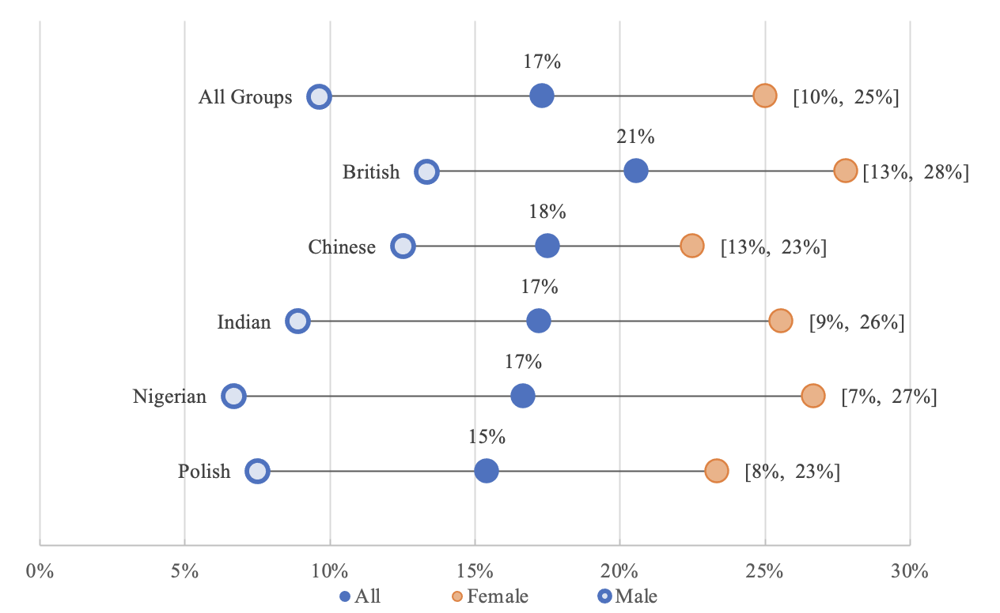 17%
All Groups [10%, 25%]
21%
British [13%, 28%]
18%
Chinese [13%, 23%]
17%
Indian [9%, 26%]
17%
Nigerian [7%, 27%]
15%
Polish [8%, 23%]
0% 5% 10% 15% 20% 25% 30%
All Female Male